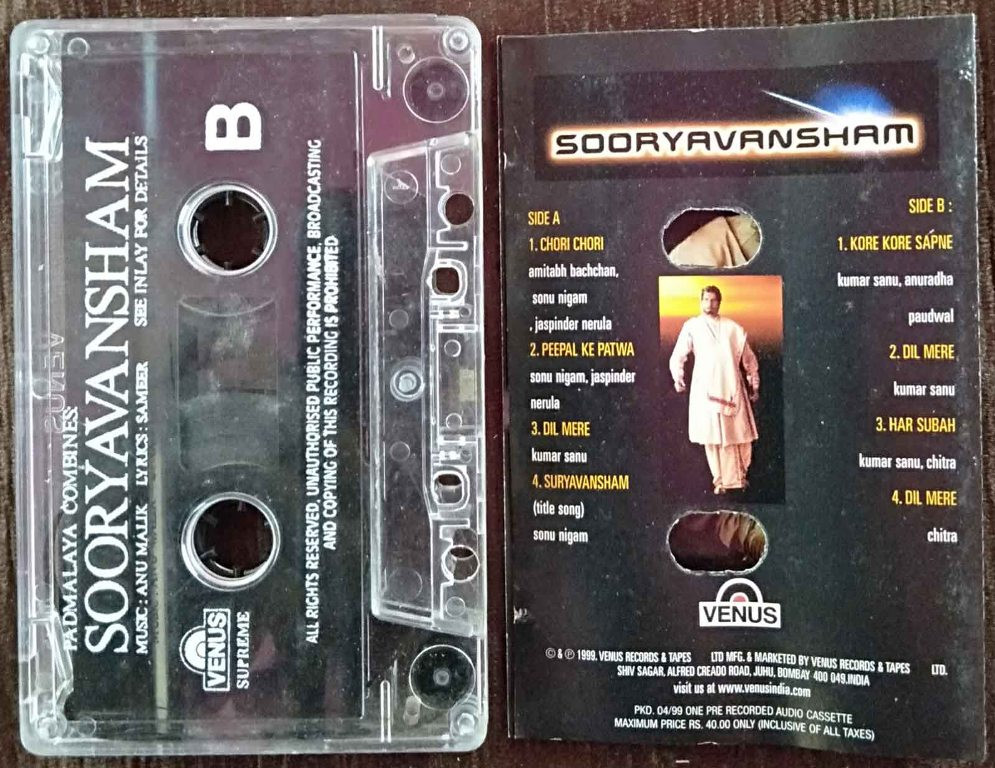 PADMALAYA COMBINES:
SOORYAVANSHAM
MUSIC : ANU MALIK LYRICS : SAMEER SEE INLAY FOR DETAILS
B
VENUS
SUPREME
ALL RIGHTS RESERVED, UNAUTHORISED PUBLIC PERFORMANCE, BROADCASTING
AND COPYING OF THIS RECORDING IS PROHIBITED
VENUS
SOORYAVANSHAM
SIDE A
1. CHORI CHORI
amitabh bachchan,
sonu nigam
, jaspinder nerula
2. PEEPAL KE PATWA
sonu nigam, jaspinder
nerula
3. DIL MERE
kumar sanu
4. SURYAVANSHAM
(title song)
sonu nigam
SIDE B :
1. KORE KORE SAPNE
kumar sanu, anuradha
paudwal
2. DIL MERE
kumar sanu
3. HAR SUBAH
kumar sanu, chitra
4. DIL MERE
chitra
VENUS
© & ℗ 1999. VENUS RECORDS & TAPES LTD MFG. & MARKETED BY VENUS RECORDS & TAPES LTD.
SHIV SAGAR, ALFRED CREADO ROAD, JUHU, BOMBAY 400 049.INDIA
visit us at www.venusindia.com
PKD. 04/99 ONE PRE RECORDED AUDIO CASSETTE
MAXIMUM PRICE RS. 40.00 ONLY (INCLUSIVE OF ALL TAXES)